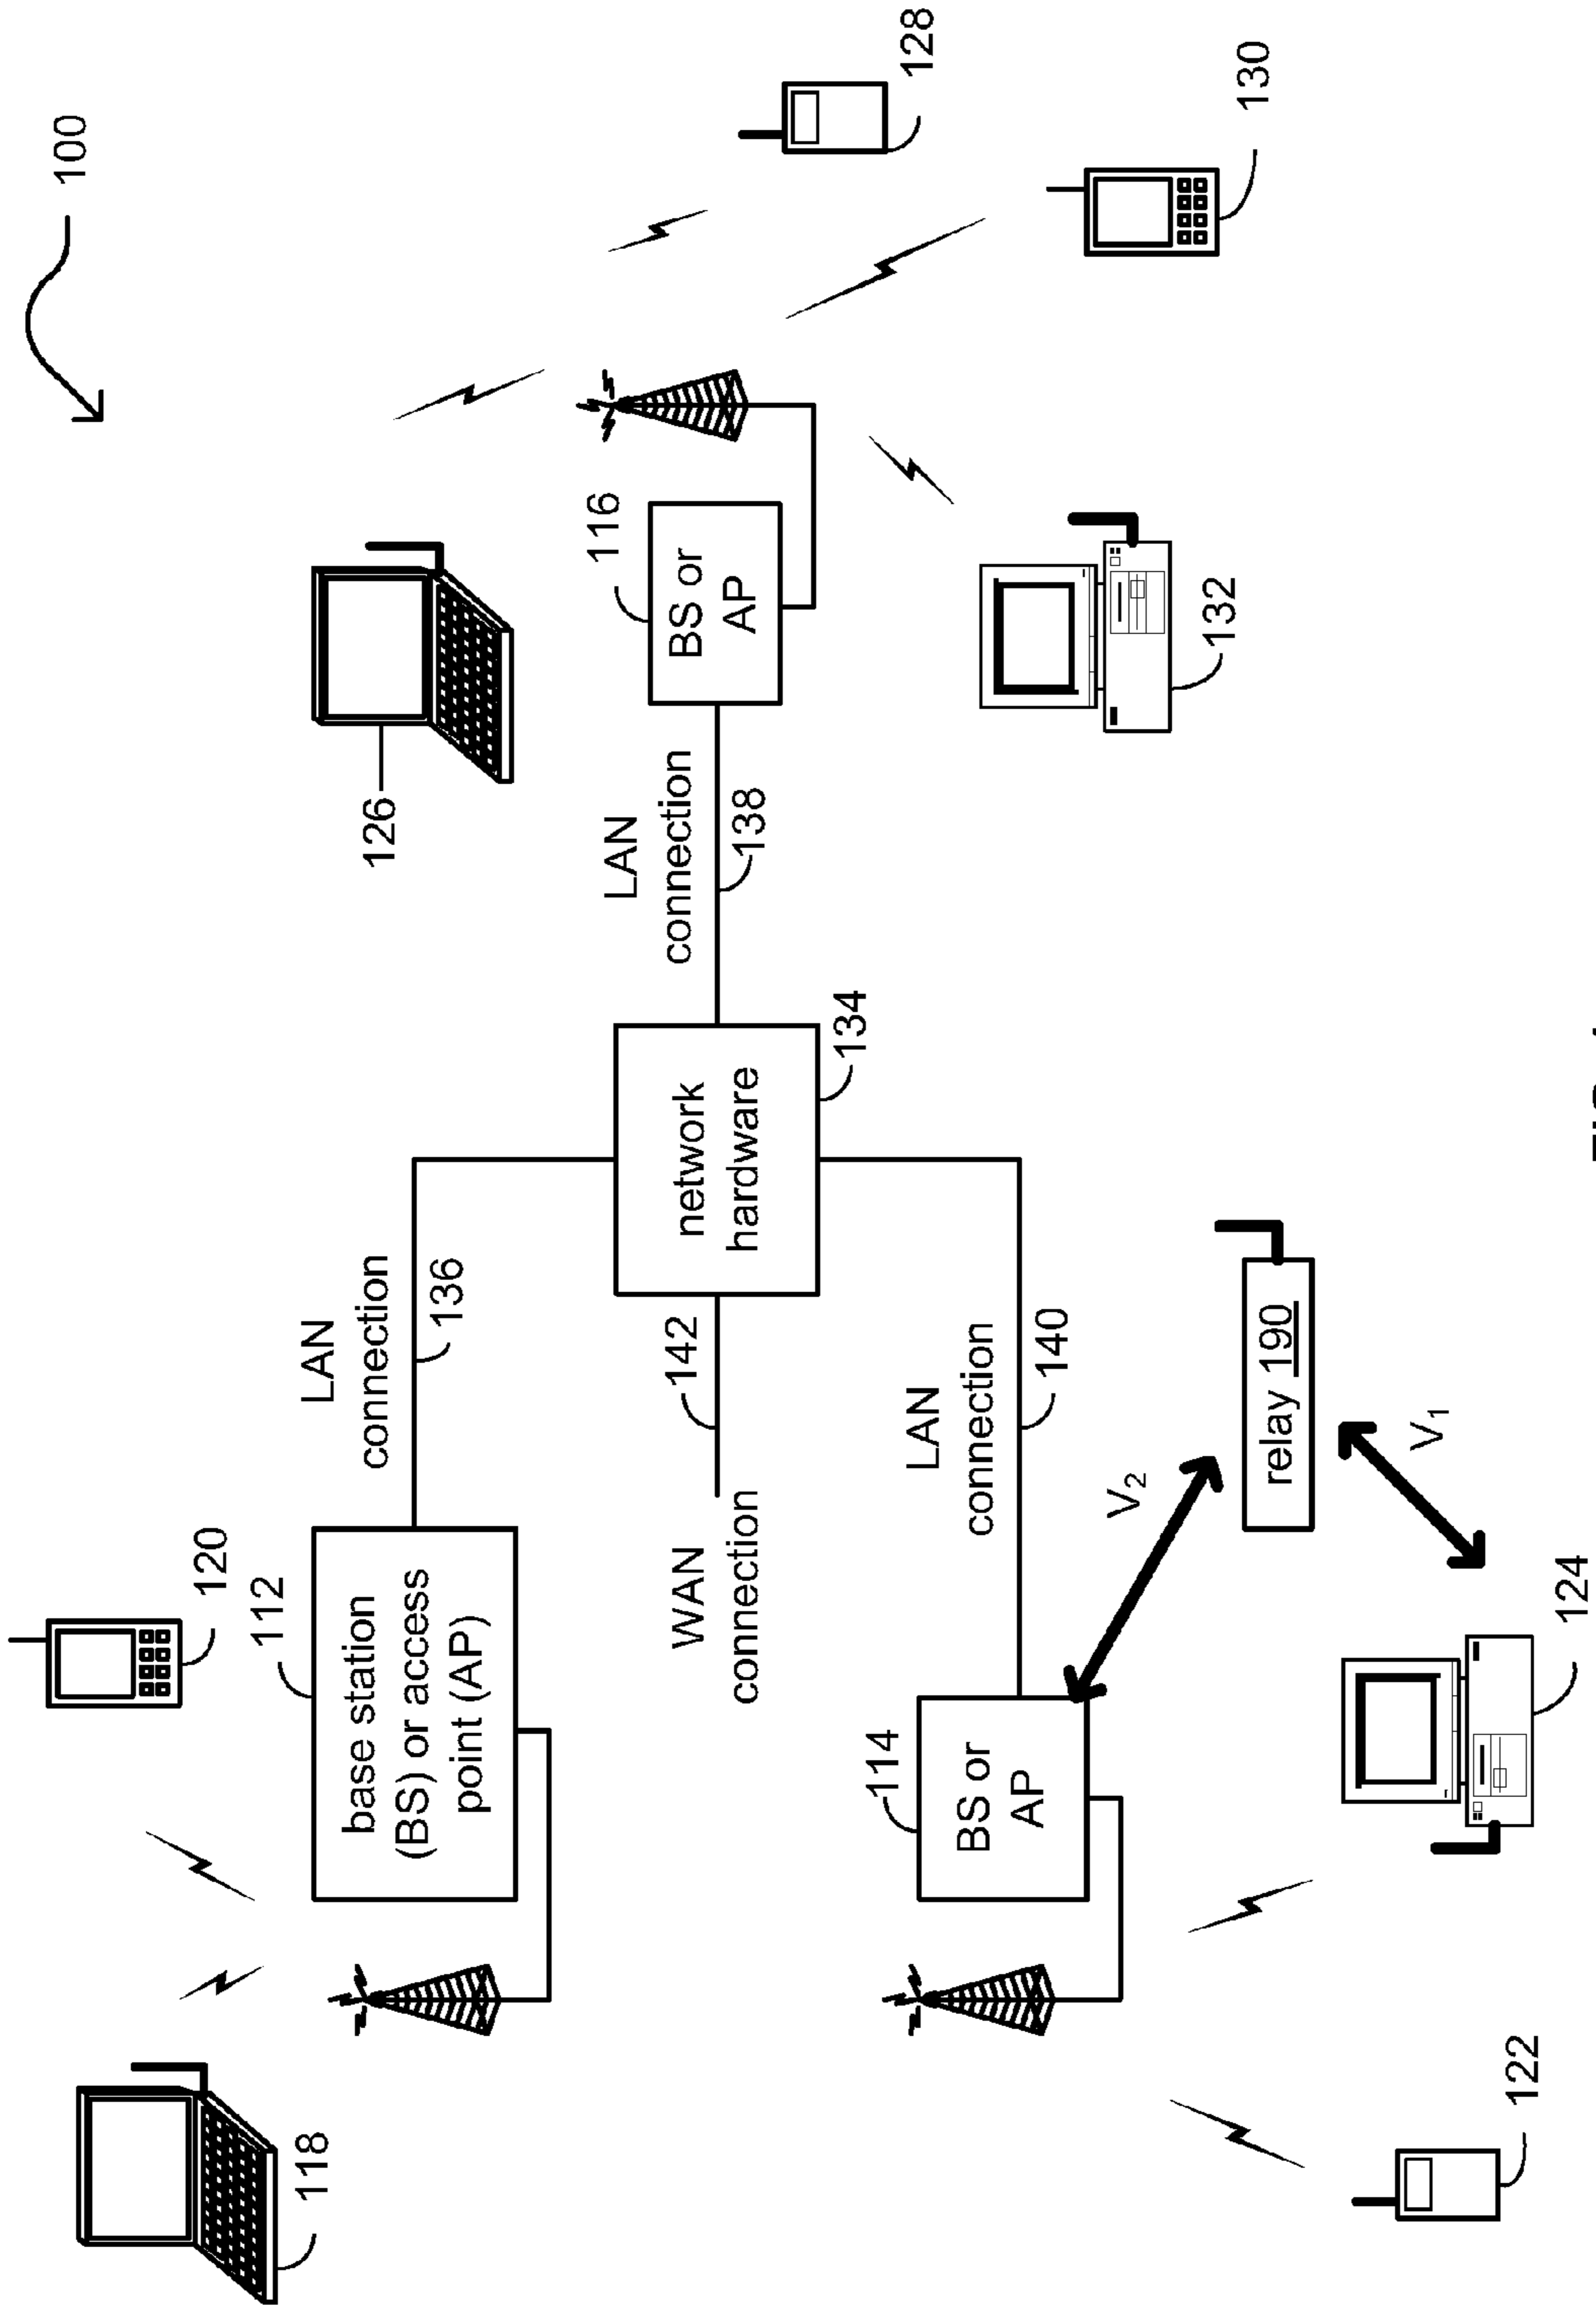 100
120
112
118
base station
(BS) or access
point (AP)
LAN
connection
136
126
116
BS or
AP
LAN
connection
138
128
142
WAN
connection
network
hardware
134
114
BS or
AP
LAN
connection
140
130
132
V2
relay 190
V1
122
124